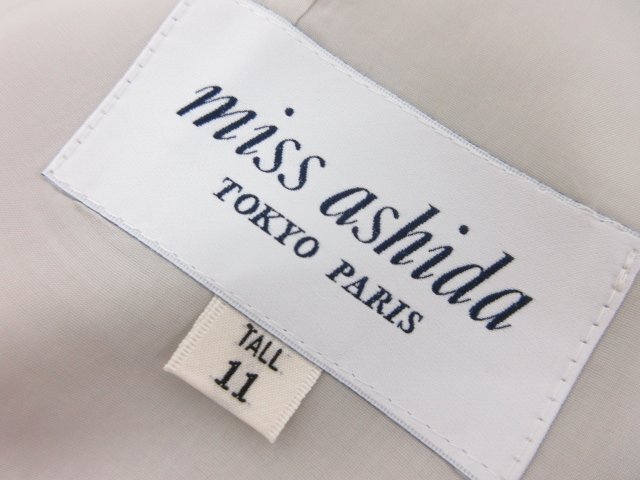 miss ashida
TOKYO PARIS
TALL
11